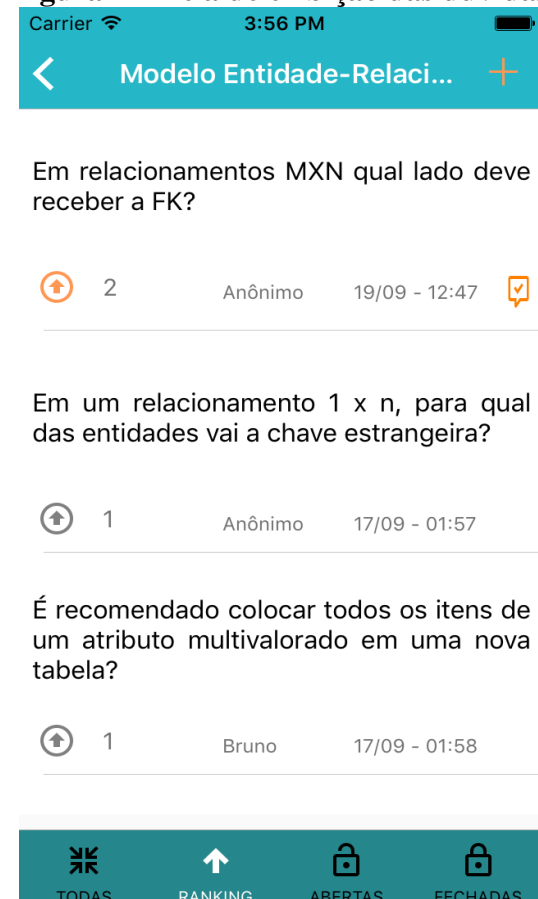 Carrier 3:56 PM
Modelo Entidade-Relaci...
Em relacionamentos MXN qual lado deve
receber a FK?
2 Anônimo 19/09 - 12:47
Em um relacionamento 1 x n, para qual
das entidades vai a chave estrangeira?
1 Anônimo 17/09 - 01:57
É recomendado colocar todos os itens de
um atributo multivalorado em uma nova
tabela?
1 Bruno 17/09 - 01:58
TODAS RANKING ABERTAS FECHADAS